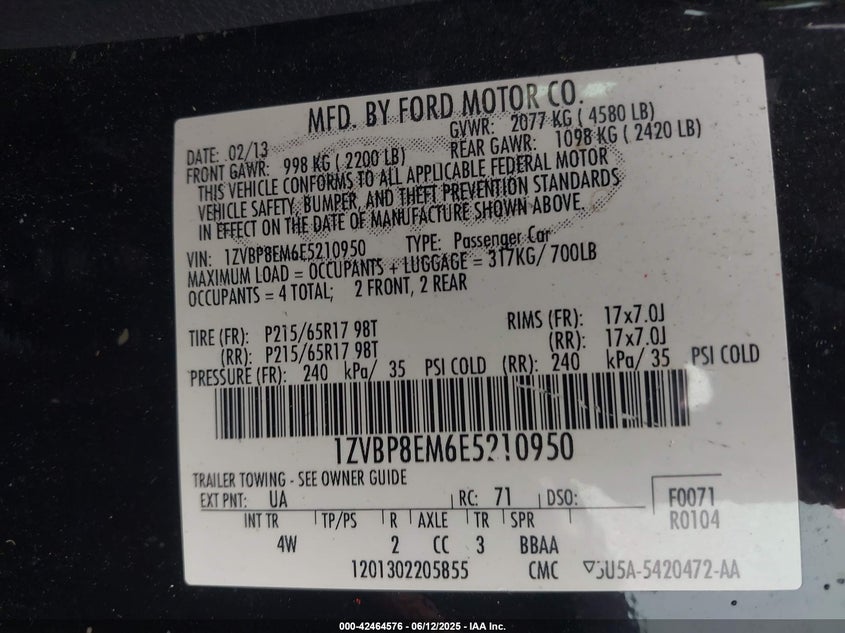 MFD. BY FORD MOTOR CO.
DATE: 02/13 GVWR: 2077 KG ( 4580 LB)
FRONT GAWR: 998 KG ( 2200 LB) REAR GAWR: 1098 KG ( 2420 LB)
THIS VEHICLE CONFORMS TO ALL APPLICABLE FEDERAL MOTOR
VEHICLE SAFETY, BUMPER, AND THEFT PREVENTION STANDARDS
IN EFFECT ON THE DATE OF MANUFACTURE SHOWN ABOVE.
VIN: 1ZVBP8EM6E5210950 TYPE: Passenger Car
MAXIMUM LOAD = OCCUPANTS + LUGGAGE = 317KG/ 700LB
OCCUPANTS = 4 TOTAL; 2 FRONT, 2 REAR
TIRE (FR): P215/65R17 98T RIMS (FR): 17x7.0J
(RR): P215/65R17 98T (RR): 17x7.0J
PRESSURE (FR): 240 kPa/ 35 PSI COLD (RR): 240 kPa/ 35 PSI COLD
1ZVBP8EM6E5210950
TRAILER TOWING - SEE OWNER GUIDE
EXT PNT: UA RC: 71 DSO: F0071
INT TR TP/PS R AXLE TR SPR R0104
4W 2 CC 3 BBAA
1201302205855 CMC 5U5A-5420472-AA
000-42464576 - 06/12/2025 - IAA Inc.